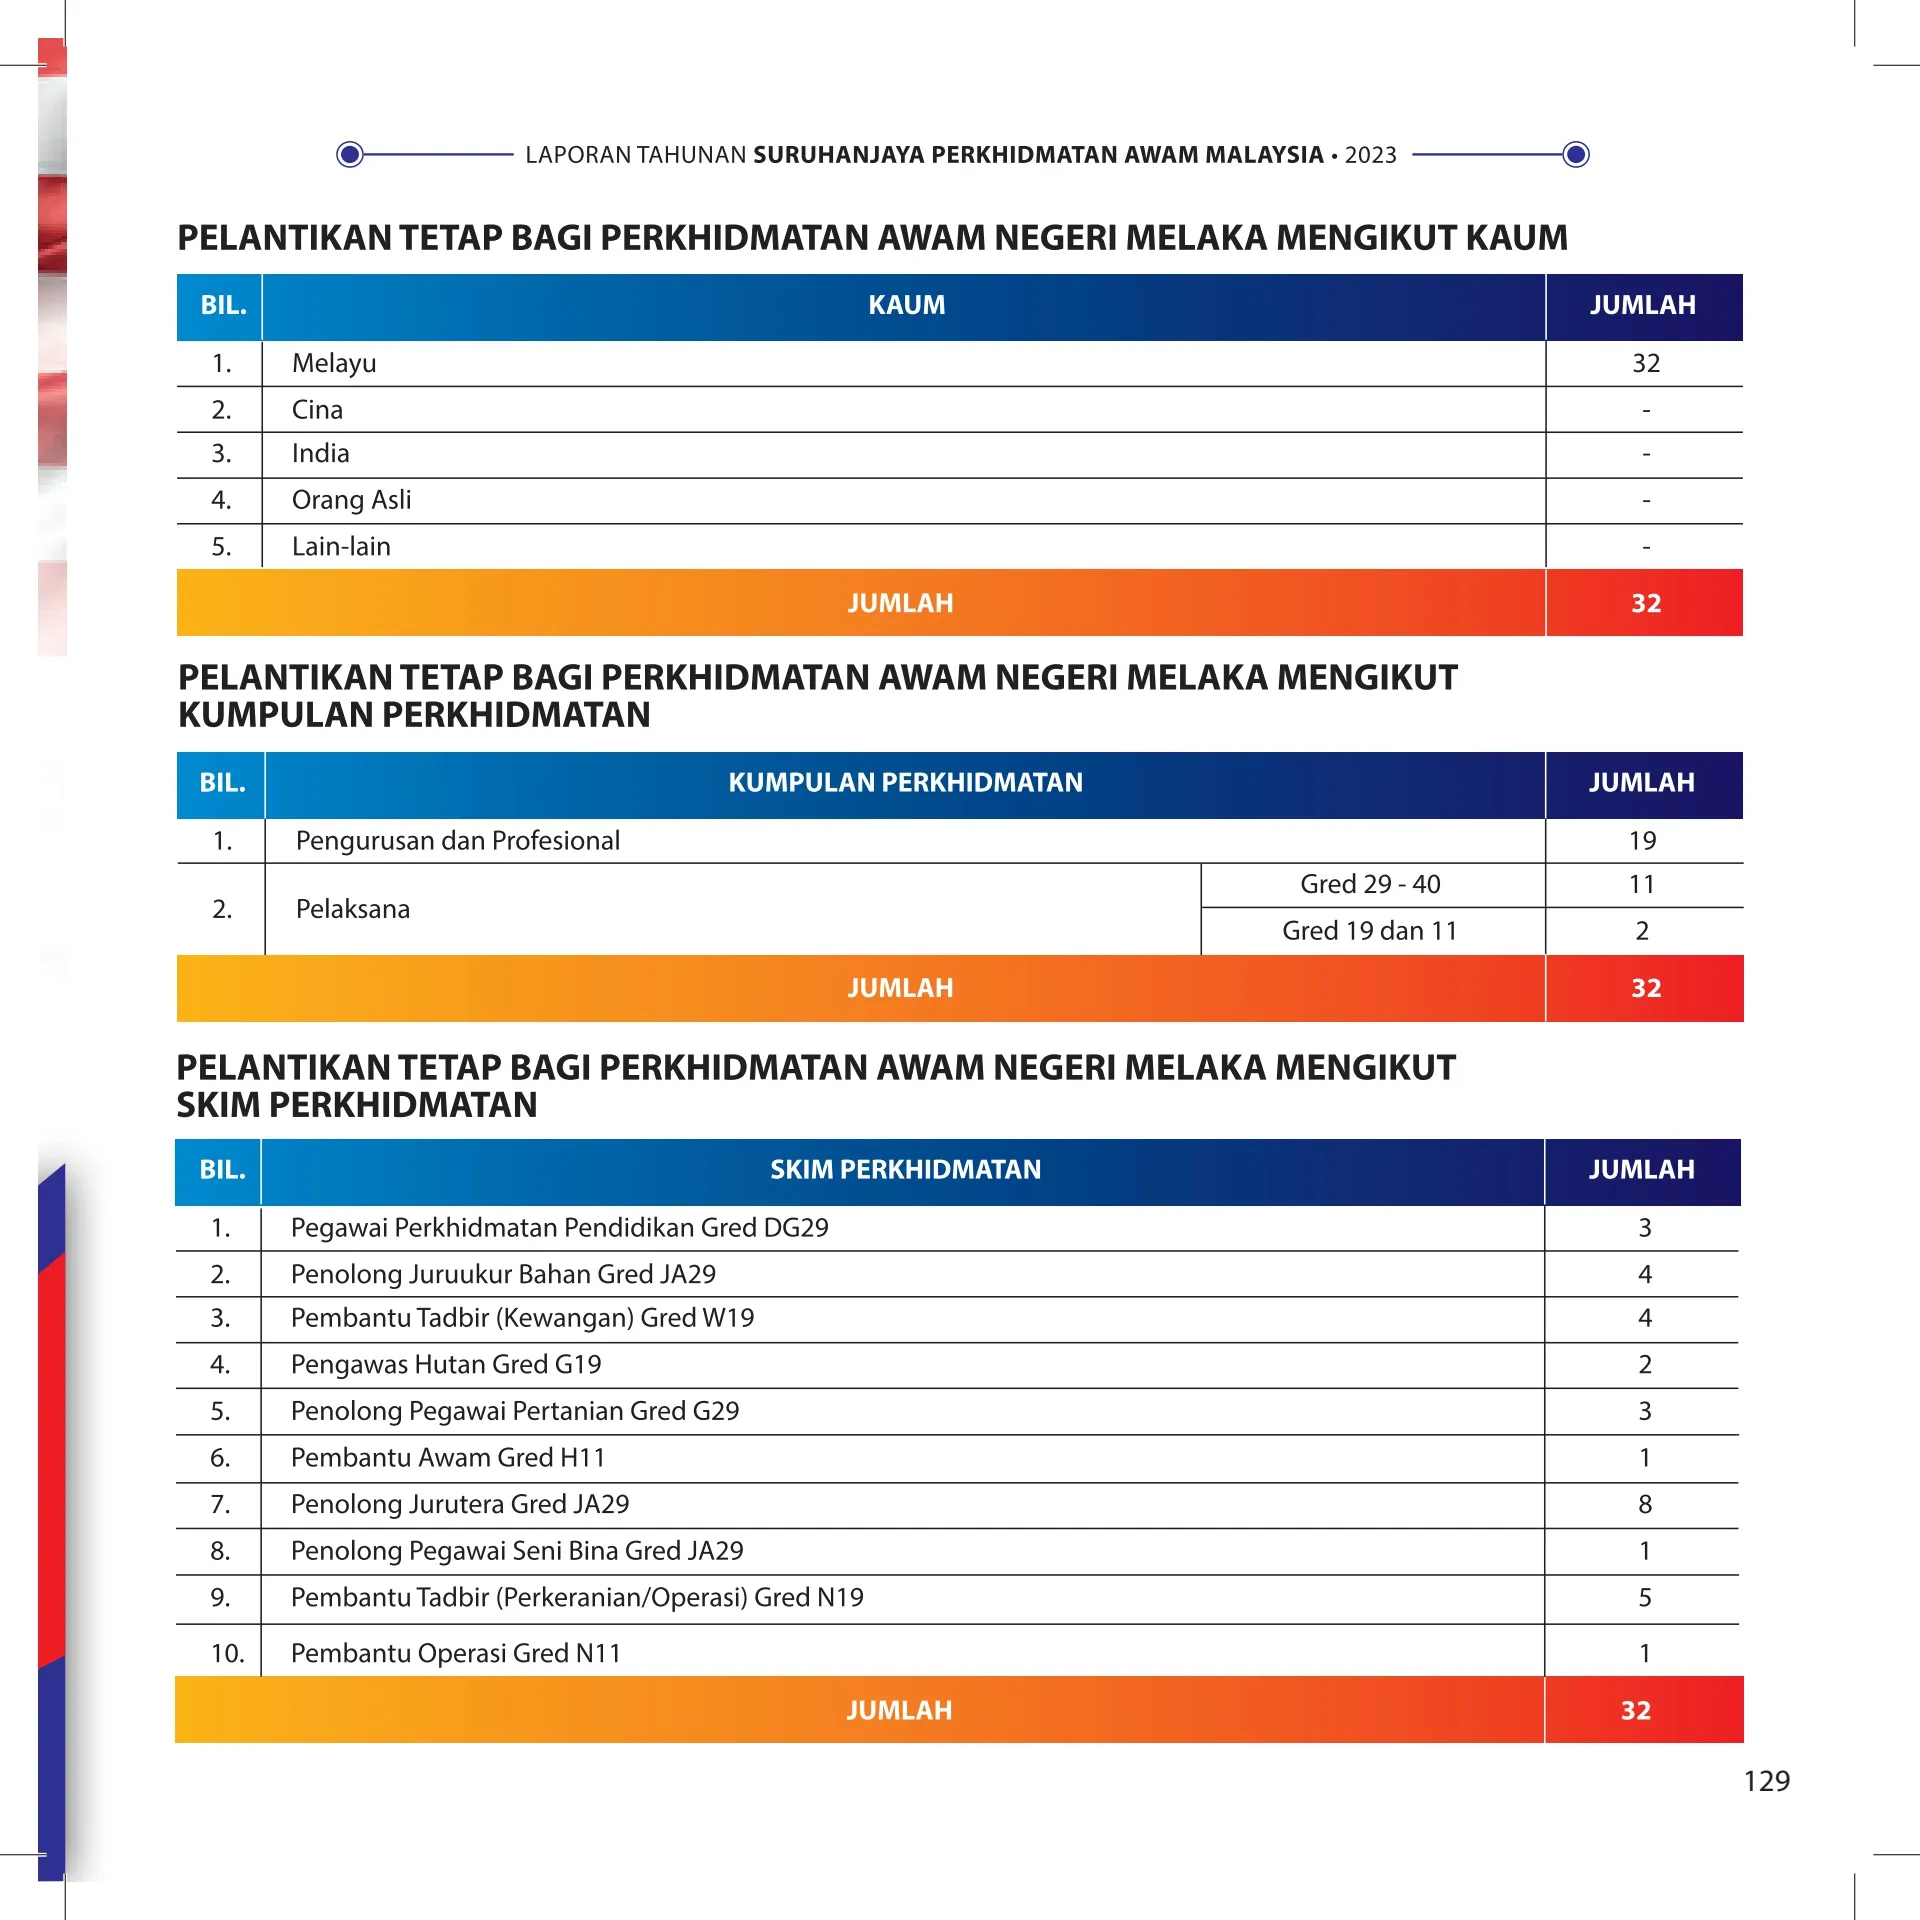 LAPORAN TAHUNAN SURUHANJAYA PERKHIDMATAN AWAM MALAYSIA • 2023
PELANTIKAN TETAP BAGI PERKHIDMATAN AWAM NEGERI MELAKA MENGIKUT KAUM
BIL. KAUM JUMLAH
1. Melayu 32
2. Cina -
3. India -
4. Orang Asli -
5. Lain-lain -
JUMLAH 32
PELANTIKAN TETAP BAGI PERKHIDMATAN AWAM NEGERI MELAKA MENGIKUT
KUMPULAN PERKHIDMATAN
BIL. KUMPULAN PERKHIDMATAN JUMLAH
1. Pengurusan dan Profesional 19
2. Pelaksana Gred 29 - 40 11
Gred 19 dan 11 2
JUMLAH 32
PELANTIKAN TETAP BAGI PERKHIDMATAN AWAM NEGERI MELAKA MENGIKUT
SKIM PERKHIDMATAN
BIL. SKIM PERKHIDMATAN JUMLAH
1. Pegawai Perkhidmatan Pendidikan Gred DG29 3
2. Penolong Juruukur Bahan Gred JA29 4
3. Pembantu Tadbir (Kewangan) Gred W19 4
4. Pengawas Hutan Gred G19 2
5. Penolong Pegawai Pertanian Gred G29 3
6. Pembantu Awam Gred H11 1
7. Penolong Jurutera Gred JA29 8
8. Penolong Pegawai Seni Bina Gred JA29 1
9. Pembantu Tadbir (Perkeranian/Operasi) Gred N19 5
10. Pembantu Operasi Gred N11 1
JUMLAH 32
129